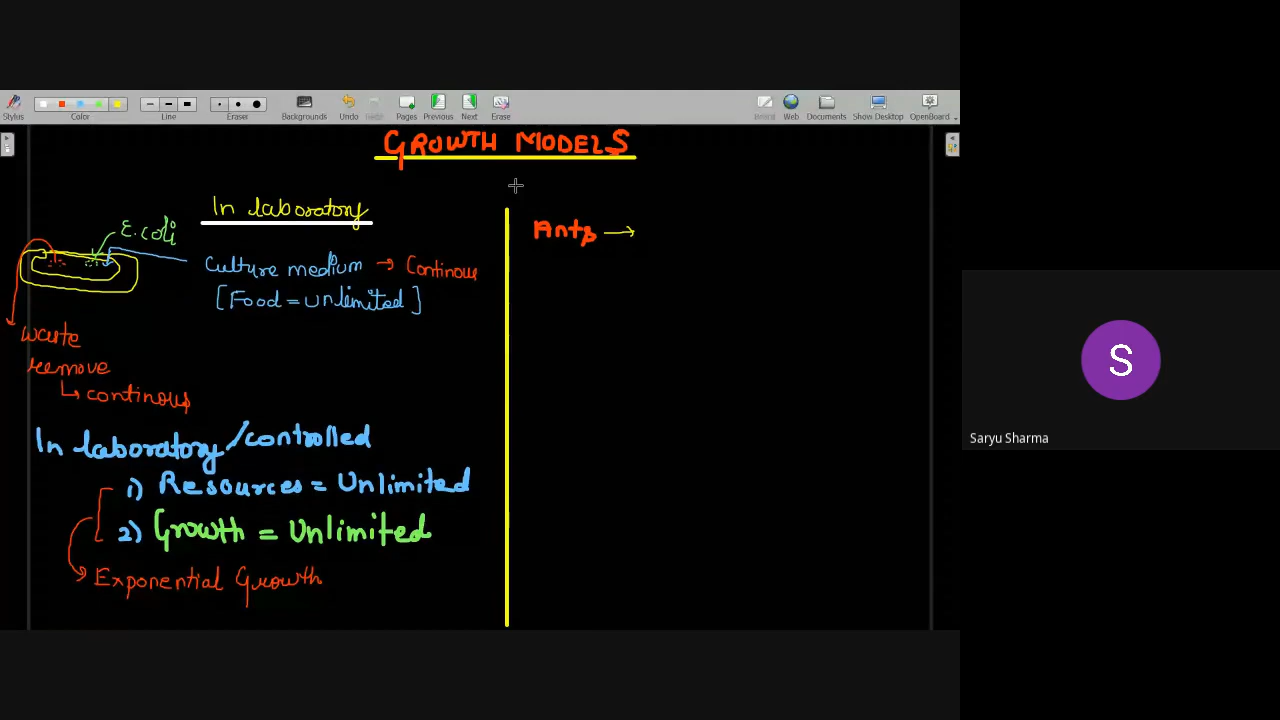 Styles
Color
Line
Eraser
Backgrounds
Undo
Redo
Pages
Previous
Next
Erase
Board
Web
Documents
Show Desktop
OpenBoard
GROWTH MODELS
In laboratory
E.coli
Culture medium → Continous
[Food = unlimited]
waste
remove
↳ continous
In laboratory/controlled
1) Resources = Unlimited
2) Growth = Unlimited
Exponential Growth
Ants →
S
Saryu Sharma